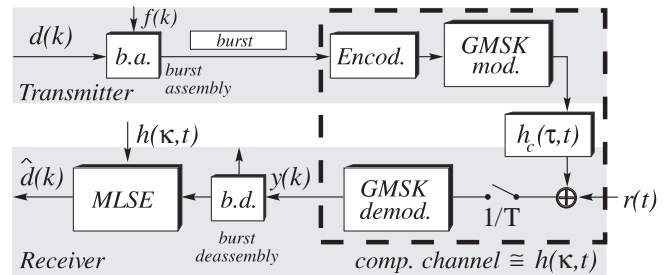 f(k)
d(k)
b.a.
burst
burst
assembly
Encod.
GMSK
mod.
Transmitter
h(κ,t)
h_c(τ,t)
d̂(k)
MLSE
b.d.
y(k)
GMSK
demod.
1/T
r(t)
burst
deassembly
Receiver
comp. channel ≅ h(κ,t)